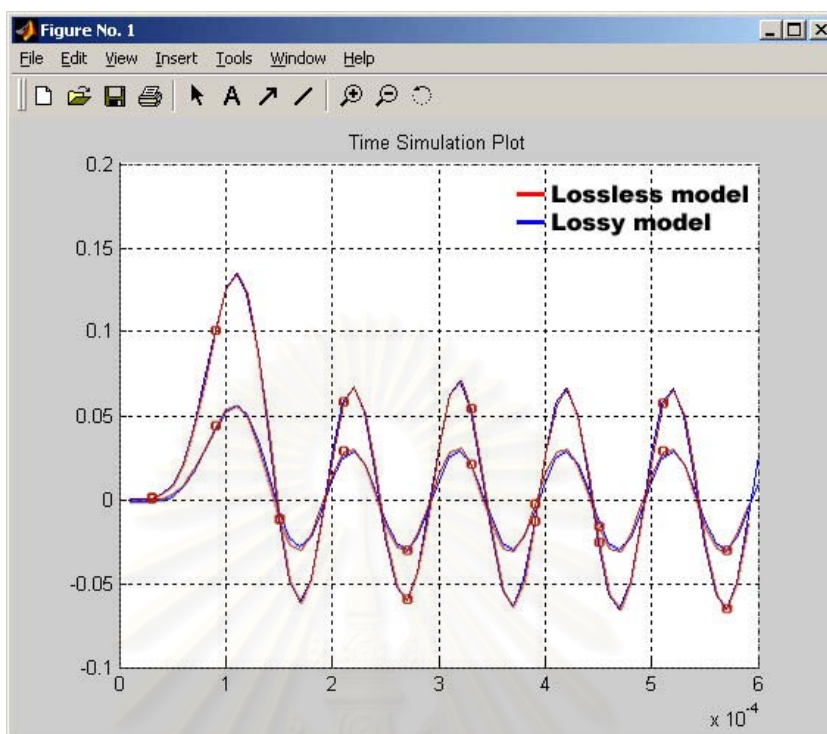 Figure No. 1
File Edit View Insert Tools Window Help
A
Time Simulation Plot
Lossless model
Lossy model
0.2
0.15
0.1
0.05
0
-0.05
-0.1
0 1 2 3 4 5 6
x 10^-4